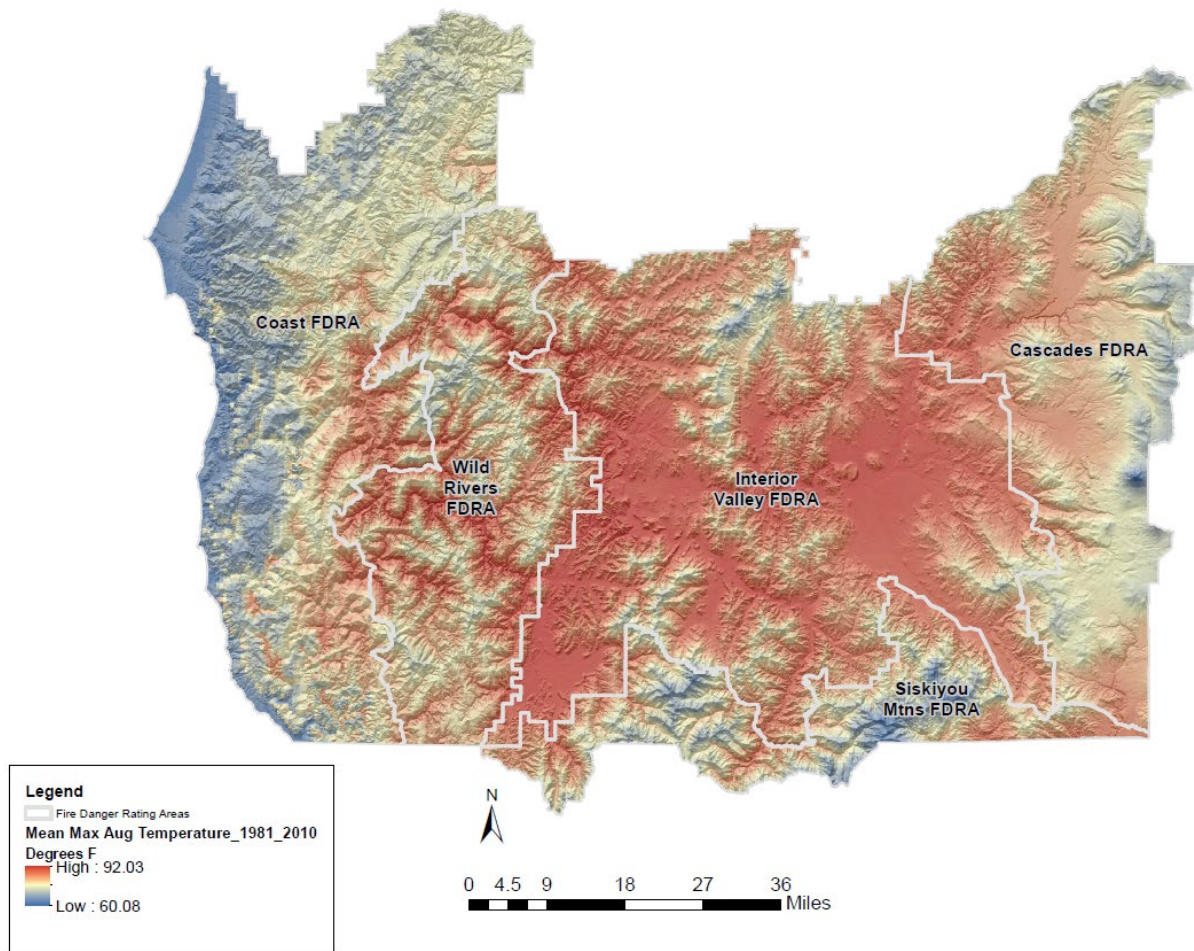 Coast FDRA
Cascades FDRA
Wild
Rivers
FDRA
Interior
Valley FDRA
Siskiyou
Mtns FDRA
Legend
Fire Danger Rating Areas
Mean Max Aug Temperature_1981_2010
Degrees F
High : 92.03
Low : 60.08
N
0 4.5 9 18 27 36
Miles